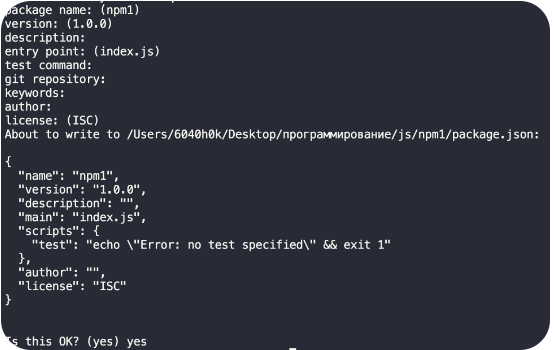 package name: (npm1)
version: (1.0.0)
description:
entry point: (index.js)
test command:
git repository:
keywords:
author:
license: (ISC)
About to write to /Users/6040h0k/Desktop/программирование/js/npm1/package.json:
{
  "name": "npm1",
  "version": "1.0.0",
  "description": "",
  "main": "index.js",
  "scripts": {
    "test": "echo \"Error: no test specified\" && exit 1"
  },
  "author": "",
  "license": "ISC"
}
Is this OK? (yes) yes